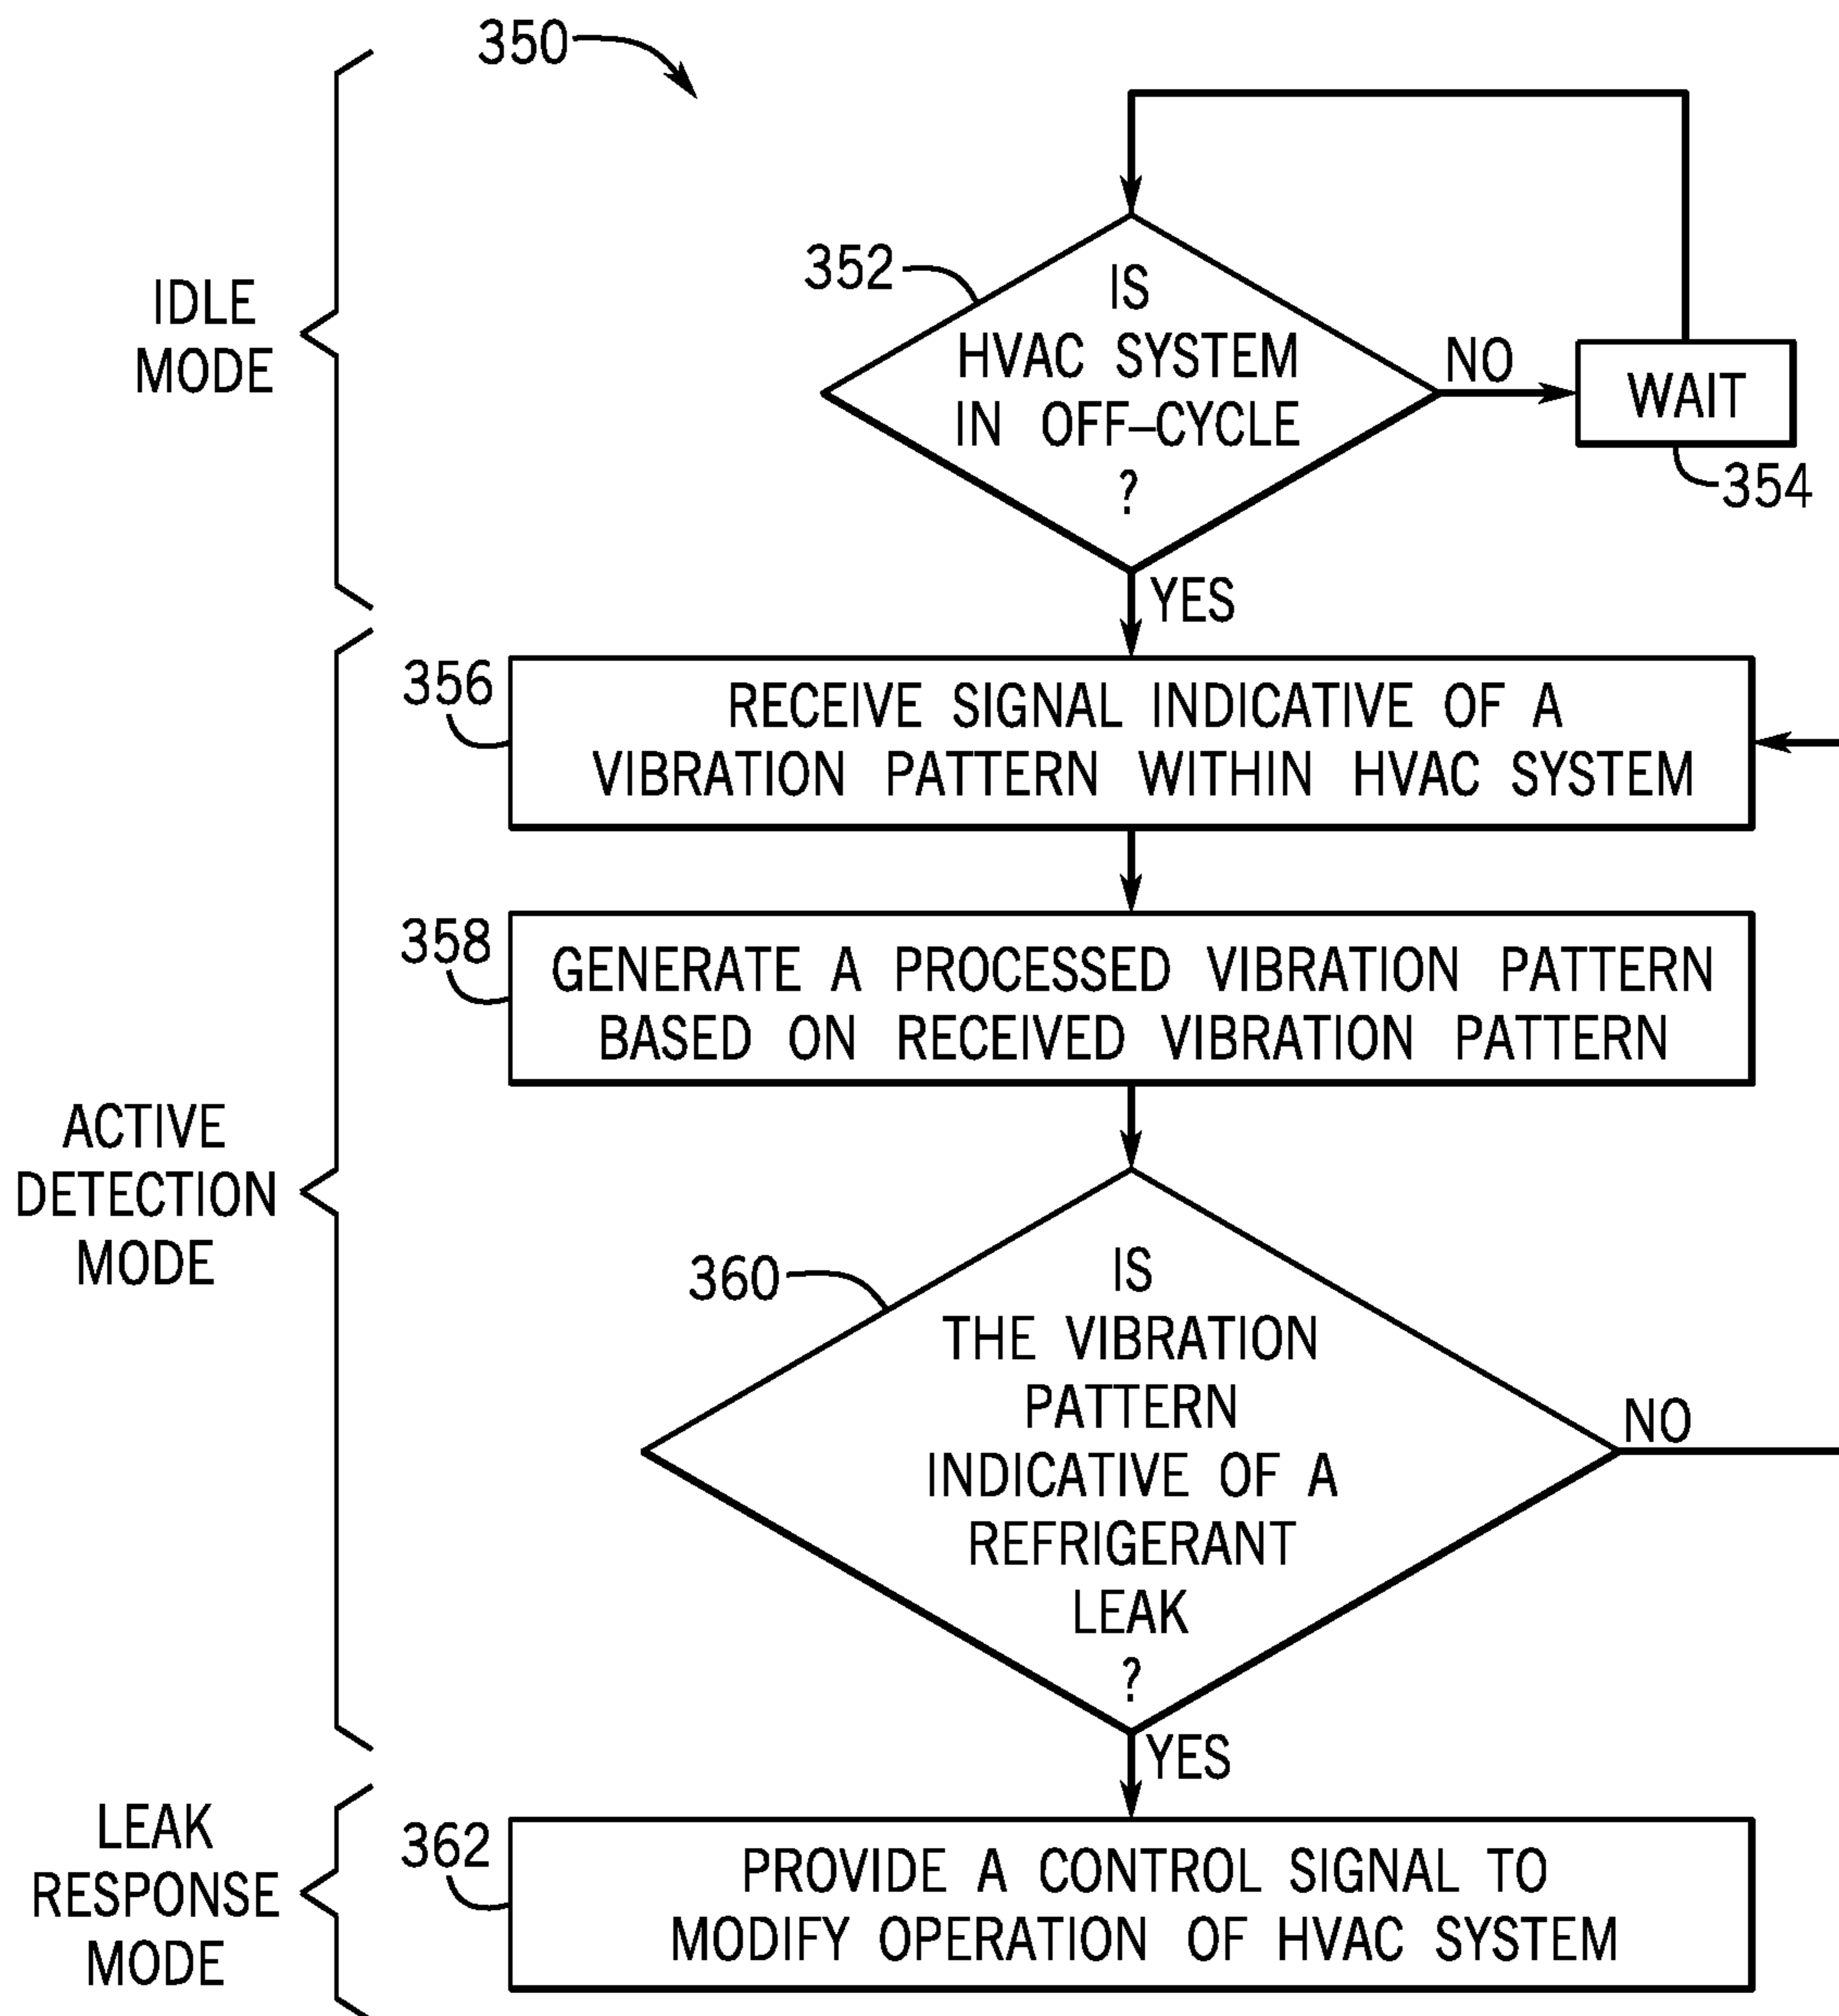 350
352
IS
HVAC SYSTEM
IN OFF–CYCLE
?
NO
WAIT
354
IDLE
MODE
YES
356
RECEIVE SIGNAL INDICATIVE OF A
VIBRATION PATTERN WITHIN HVAC SYSTEM
358
GENERATE A PROCESSED VIBRATION PATTERN
BASED ON RECEIVED VIBRATION PATTERN
ACTIVE
DETECTION
MODE
360
IS
THE VIBRATION
PATTERN
INDICATIVE OF A
REFRIGERANT
LEAK
?
NO
YES
LEAK
RESPONSE
MODE
362
PROVIDE A CONTROL SIGNAL TO
MODIFY OPERATION OF HVAC SYSTEM